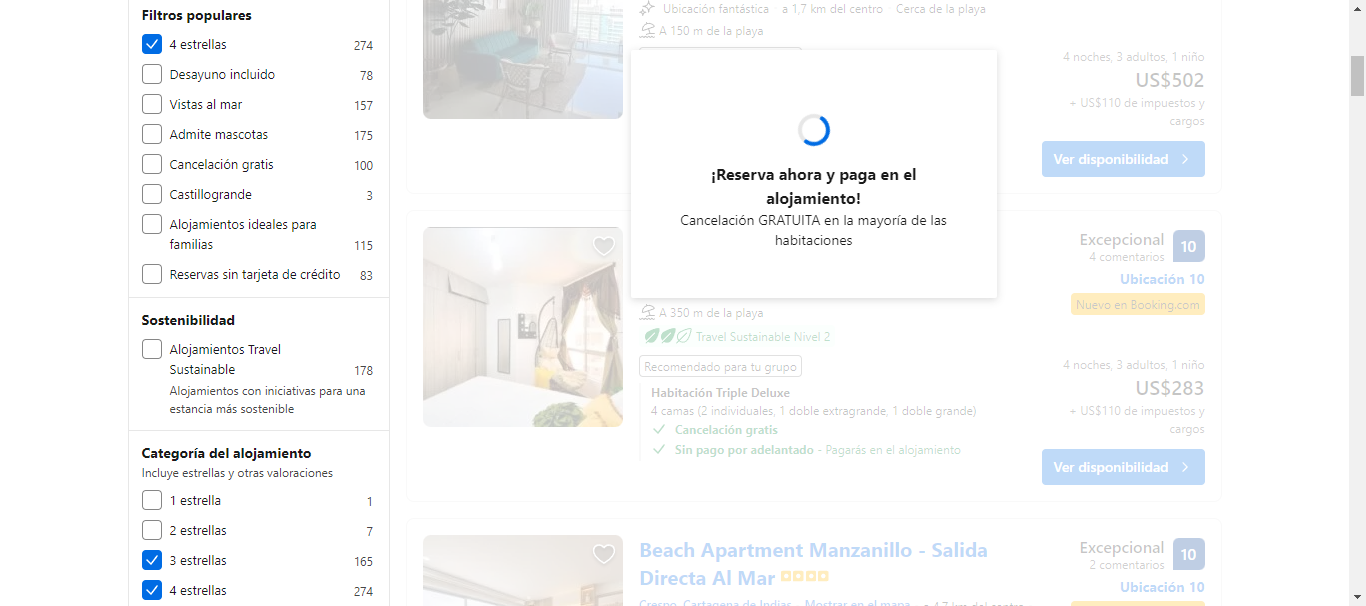 Filtros populares
4 estrellas 274
Desayuno incluido 78
Vistas al mar 157
Admite mascotas 175
Cancelación gratis 100
Castillogrande 3
Alojamientos ideales para
familias 115
Reservas sin tarjeta de crédito 83
Sostenibilidad
Alojamientos Travel
Sustainable 178
Alojamientos con iniciativas para una
estancia más sostenible
Categoría del alojamiento
Incluye estrellas y otras valoraciones
1 estrella 1
2 estrellas 7
3 estrellas 165
4 estrellas 274
Ubicación fantástica a 1,7 km del centro Cerca de la playa
A 150 m de la playa
4 noches, 3 adultos, 1 niño
US$502
+ US$110 de impuestos y
cargos
Ver disponibilidad
¡Reserva ahora y paga en el
alojamiento!
Cancelación GRATUITA en la mayoría de las
habitaciones
Excepcional 10
4 comentarios
Ubicación 10
Nuevo en Booking.com
A 350 m de la playa
Travel Sustainable Nivel 2
Recomendado para tu grupo
Habitación Triple Deluxe
4 camas (2 individuales, 1 doble extragrande, 1 doble grande)
Cancelación gratis
Sin pago por adelantado - Pagarás en el alojamiento
4 noches, 3 adultos, 1 niño
US$283
+ US$110 de impuestos y
cargos
Ver disponibilidad
Beach Apartment Manzanillo - Salida
Directa Al Mar
Excepcional 10
2 comentarios
Ubicación 10
Crespo, Cartagena de Indias Mostrar en el mapa a 4,7 km del centro